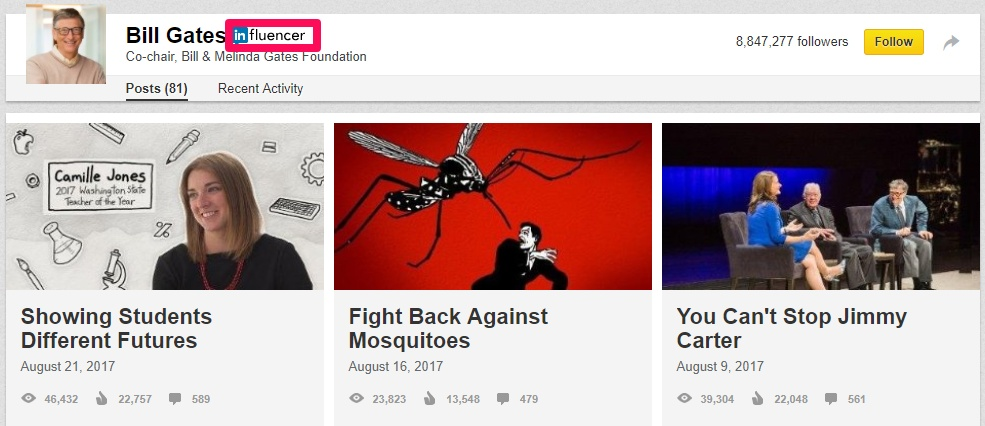 Bill Gates influencer
8,847,277 followers
Follow
Co-chair, Bill & Melinda Gates Foundation
Posts (81)
Recent Activity
Camille Jones
2017 Washington State
Teacher of the Year
%
Showing Students
Different Futures
August 21, 2017
46,432 22,757 589
Fight Back Against
Mosquitoes
August 16, 2017
23,823 13,548 479
You Can't Stop Jimmy
Carter
August 9, 2017
39,304 22,048 561